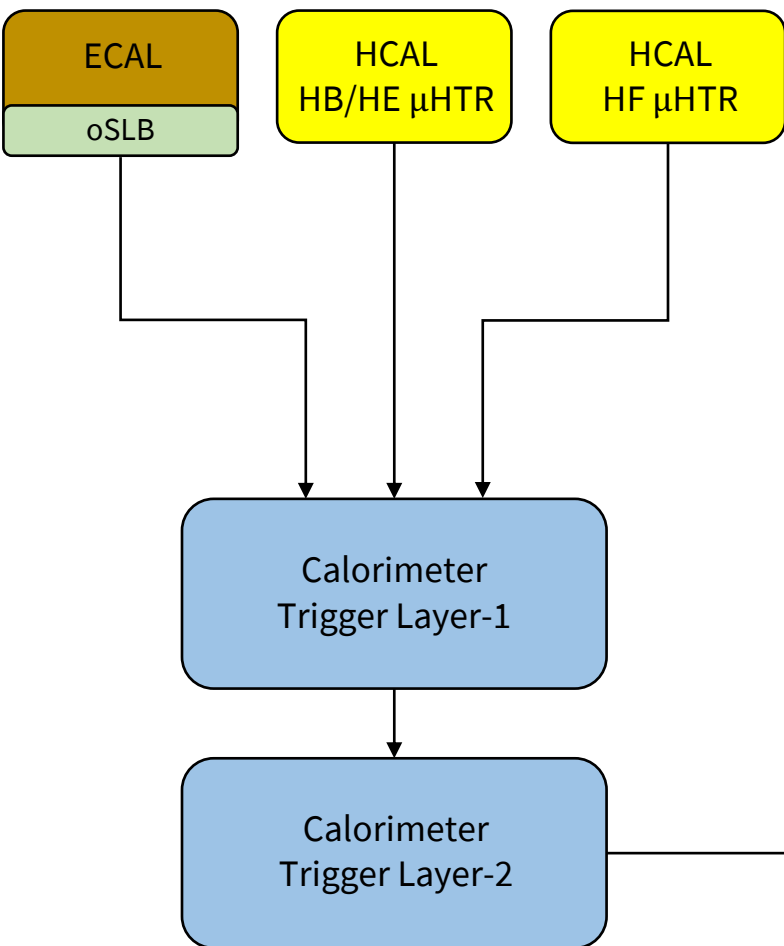 ECAL
oSLB
HCAL
HB/HE μHTR
HCAL
HF μHTR
Calorimeter
Trigger Layer-1
Calorimeter
Trigger Layer-2